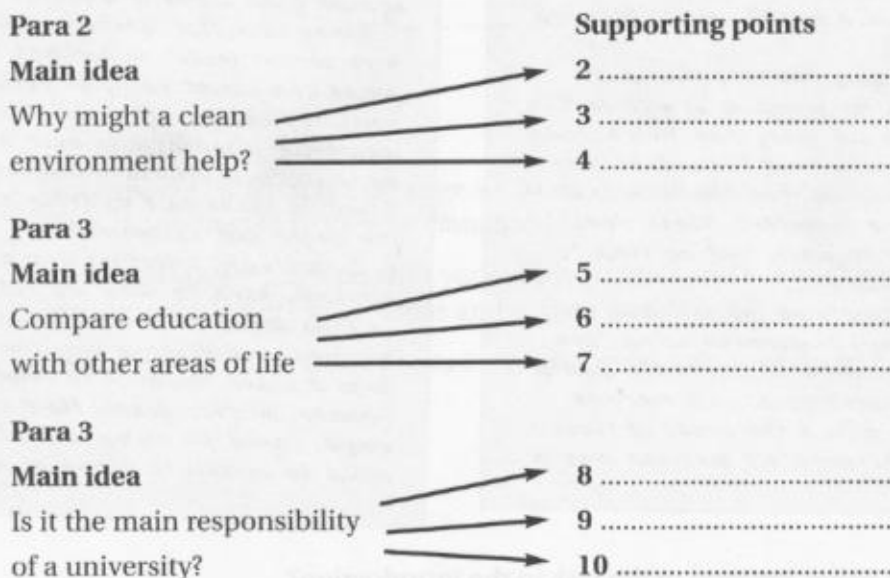 Para 2
Supporting points
Main idea
2 ....................................................
Why might a clean
3 ....................................................
environment help?
4 ....................................................
Para 3
Main idea
5 ....................................................
Compare education
6 ....................................................
with other areas of life
7 ....................................................
Para 3
Main idea
8 ....................................................
Is it the main responsibility
9 ....................................................
of a university?
10 ....................................................